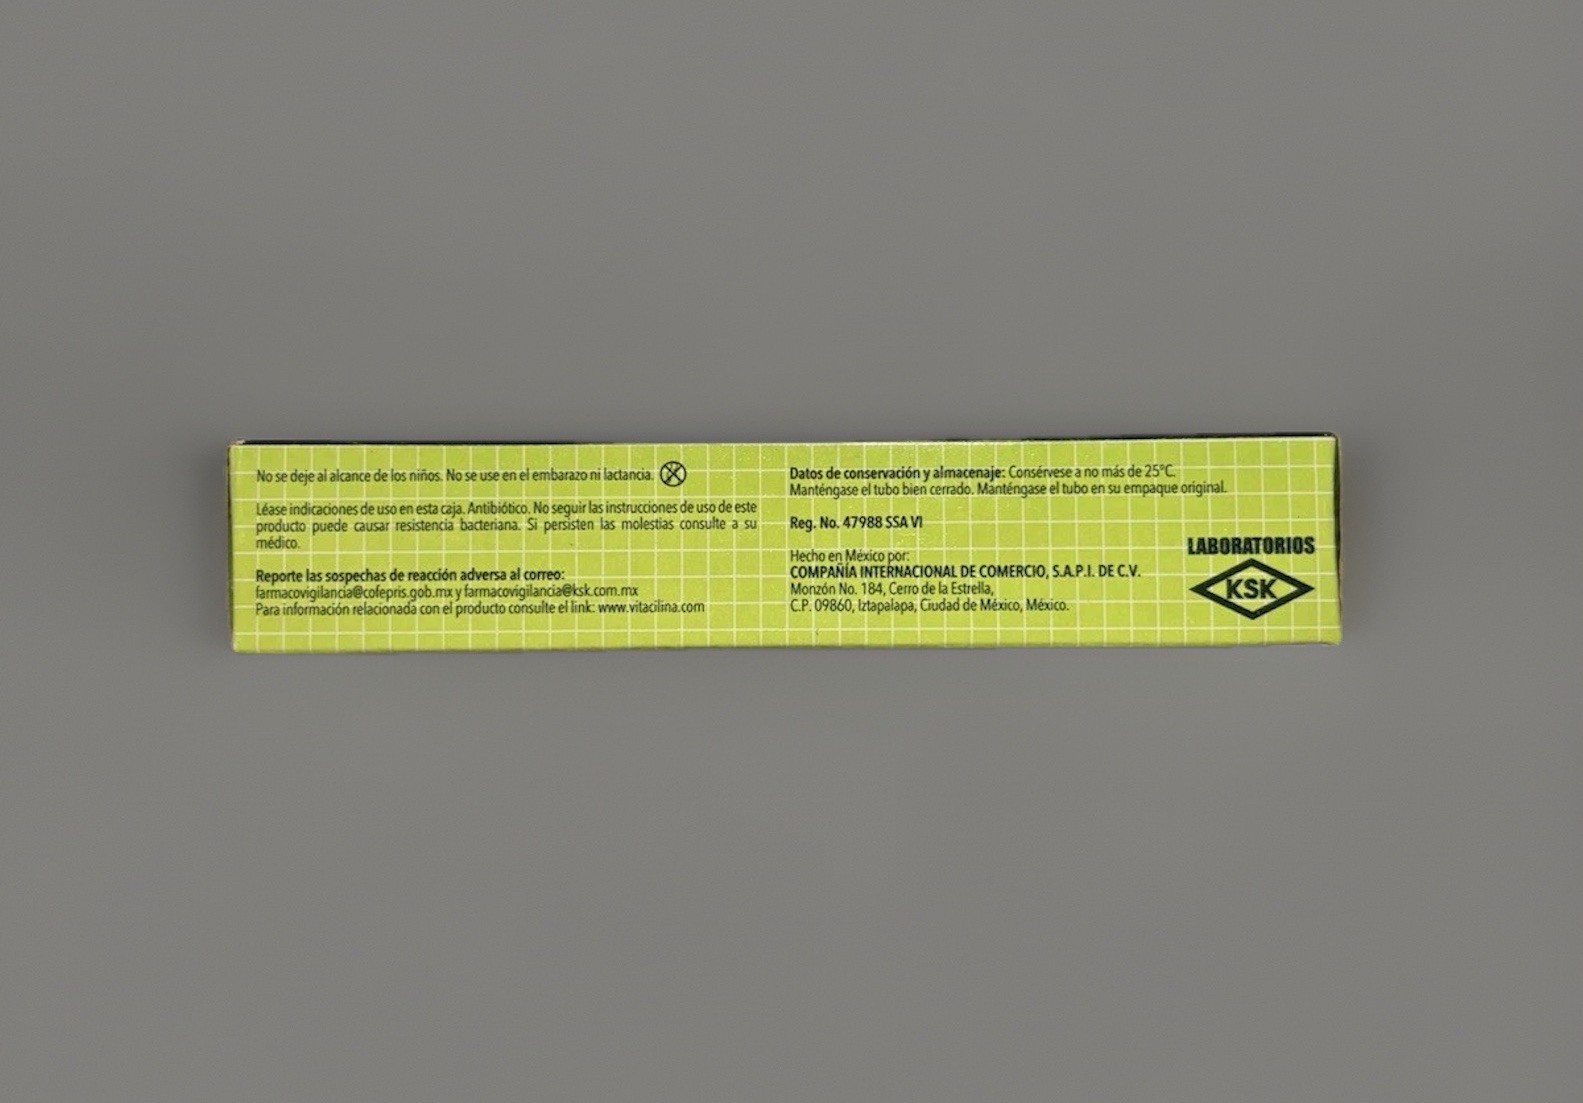 No se deje al alcance de los niños. No se use en el embarazo ni lactancia.
Léase indicaciones de uso en esta caja. Antibiótico. No seguir las instrucciones de uso de este
producto puede causar resistencia bacteriana. Si persisten las molestias consulte a su
médico.
Reporte las sospechas de reacción adversa al correo:
farmacovigilancia@cofepris.gob.mx y farmacovigilancia@ksk.com.mx
Para información relacionada con el producto consulte el link: www.vitacilina.com
Datos de conservación y almacenaje: Consérvese a no más de 25°C.
Manténgase el tubo bien cerrado. Manténgase el tubo en su empaque original.
Reg. No. 47988 SSA VI
Hecho en México por:
COMPAÑÍA INTERNACIONAL DE COMERCIO, S.A.P.I. DE C.V.
Monzón No. 184, Cerro de la Estrella,
C.P. 09860, Iztapalapa, Ciudad de México, México.
LABORATORIOS
KSK